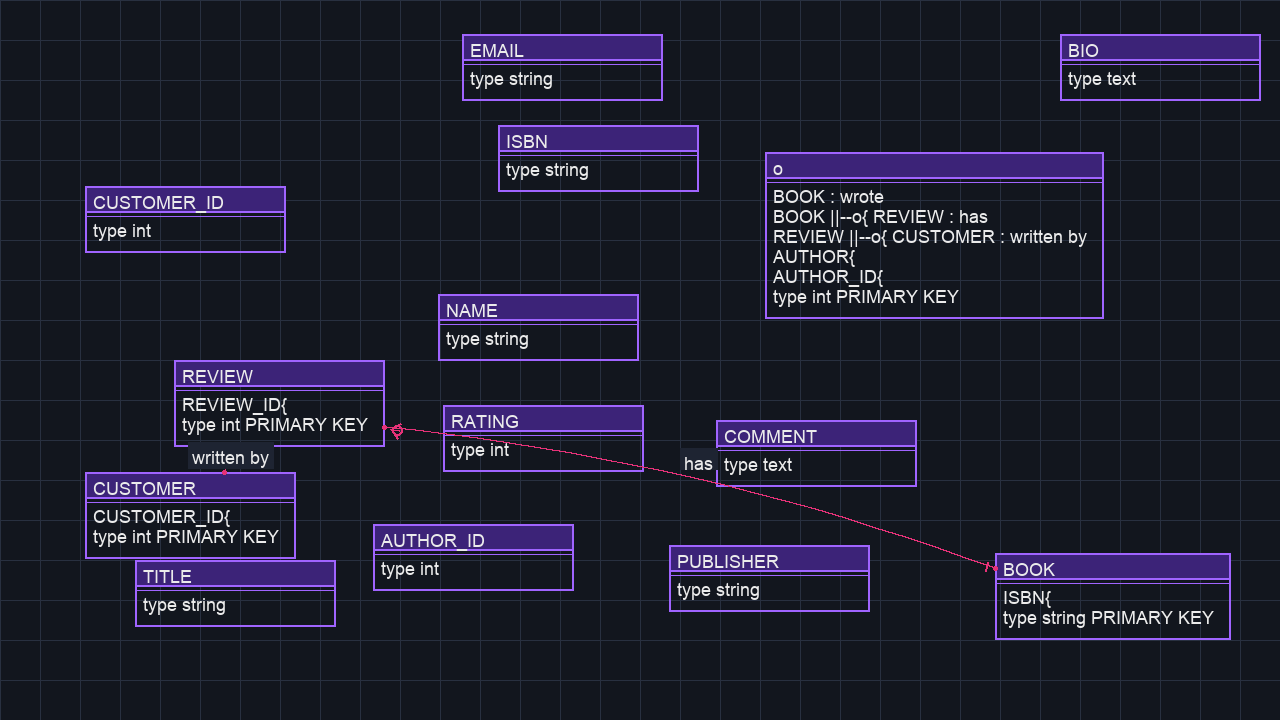 EMAIL
type string
BIO
type text
ISBN
type string
o
BOOK : wrote
BOOK ||--o{ REVIEW : has
REVIEW ||--o{ CUSTOMER : written by
AUTHOR{
AUTHOR_ID{
type int PRIMARY KEY
CUSTOMER_ID
type int
NAME
type string
REVIEW
REVIEW_ID{
type int PRIMARY KEY
written by
RATING
type int
has
COMMENT
type text
CUSTOMER
CUSTOMER_ID{
type int PRIMARY KEY
AUTHOR_ID
type int
PUBLISHER
type string
BOOK
ISBN{
type string PRIMARY KEY
TITLE
type string